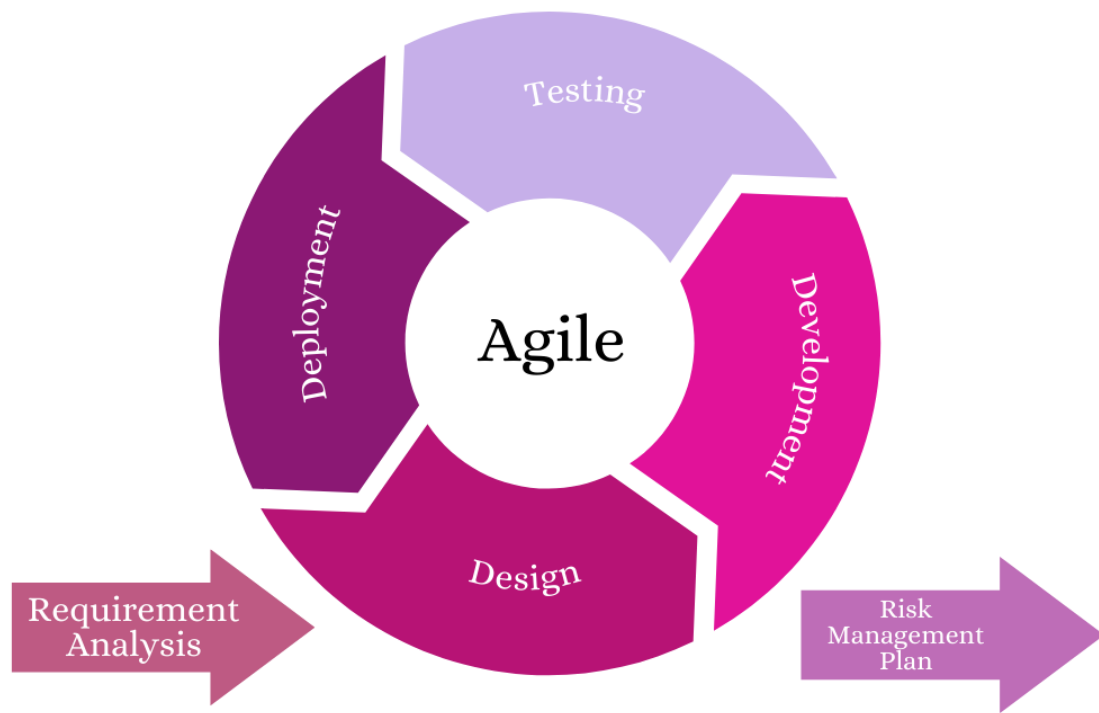 Testing
Deployment
Agile
Development
Design
Requirement
Analysis
Risk
Management
Plan